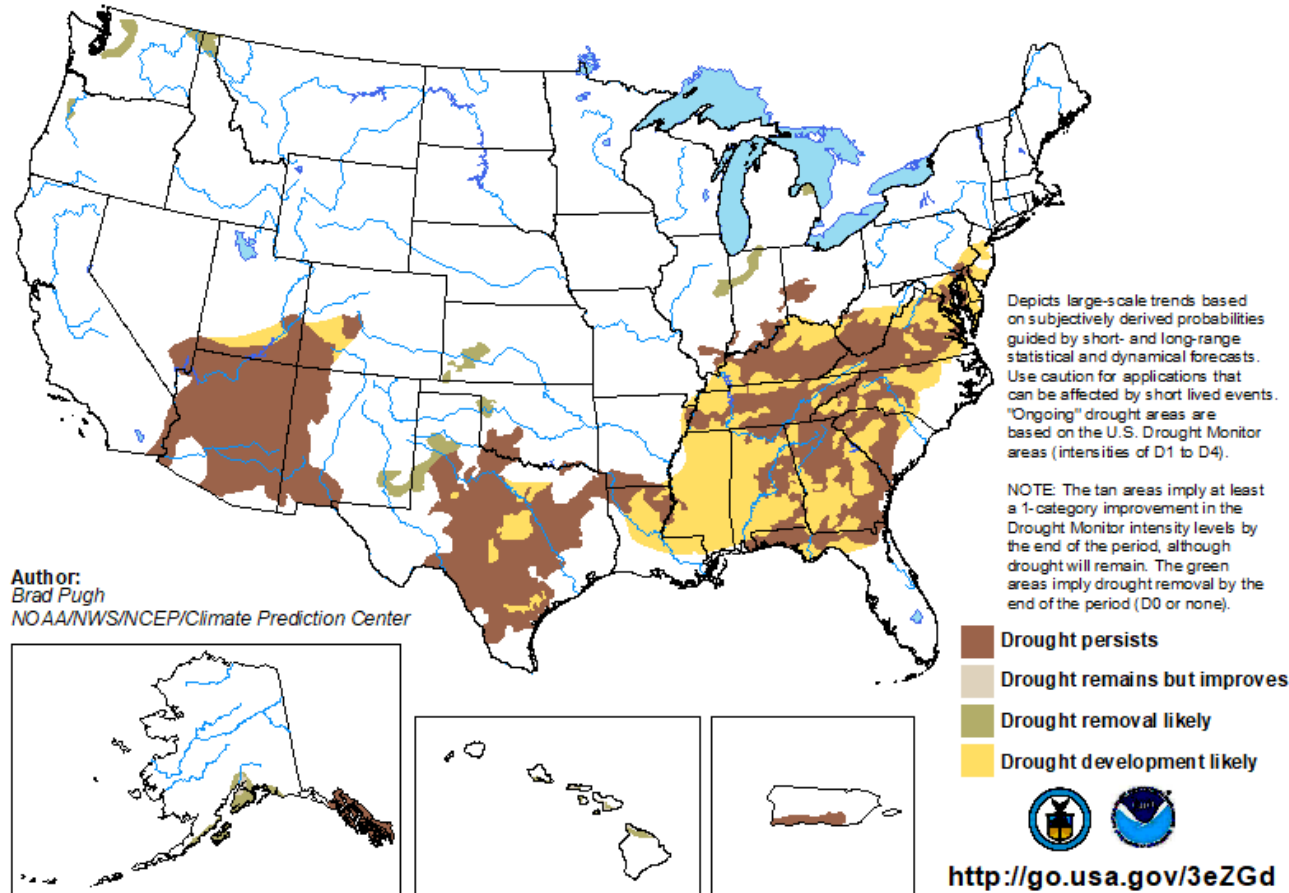 Depicts large-scale trends based
on subjectively derived probabilities
guided by short- and long-range
statistical and dynamical forecasts.
Use caution for applications that
can be affected by short lived events.
"Ongoing" drought areas are
based on the U.S. Drought Monitor
areas (intensities of D1 to D4).
NOTE: The tan areas imply at least
a 1-category improvement in the
Drought Monitor intensity levels by
the end of the period, although
drought will remain. The green
areas imply drought removal by the
end of the period (D0 or none).
Author:
Brad Pugh
NOAA/NWS/NCEP/Climate Prediction Center
Drought persists
Drought remains but improves
Drought removal likely
Drought development likely
http://go.usa.gov/3eZGd